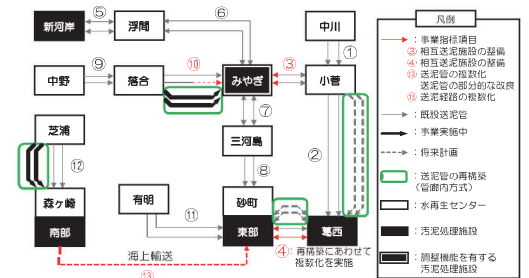 新河岸
⑤
浮間
⑥
中川
①
中野
⑨
落合
⑩
みやぎ
③
小菅
芝浦
⑫
⑦
三河島
②
⑧
森ヶ崎
南部
有明
⑪
砂町
東部
葛西
海上輸送
⑬
④：再構築にあわせて
複数化を実施
凡例
：事業指標項目
③ 相互送泥施設の整備
④ 相互送泥施設の整備
⑩ 送泥管の複数化
送泥管の部分的な改良
⑬ 送泥経路の複数化
：既設送泥管
：事業実施中
：将来計画
：送泥管の再構築
（管廊内方式）
：水再生センター
：汚泥処理施設
：調整機能を有する
汚泥処理施設